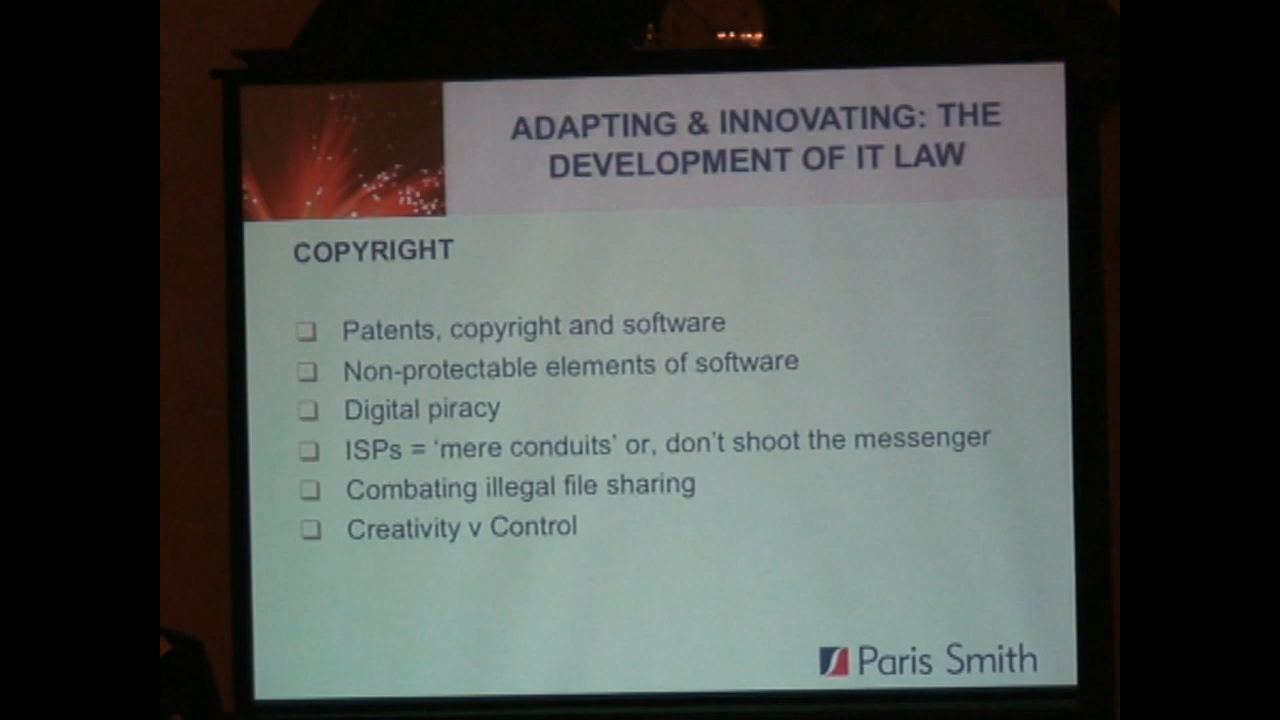 ADAPTING & INNOVATING: THE
DEVELOPMENT OF IT LAW
COPYRIGHT
❑ Patents, copyright and software
❑ Non-protectable elements of software
❑ Digital piracy
❑ ISPs = ‘mere conduits’ or, don’t shoot the messenger
❑ Combating illegal file sharing
❑ Creativity v Control
Paris Smith